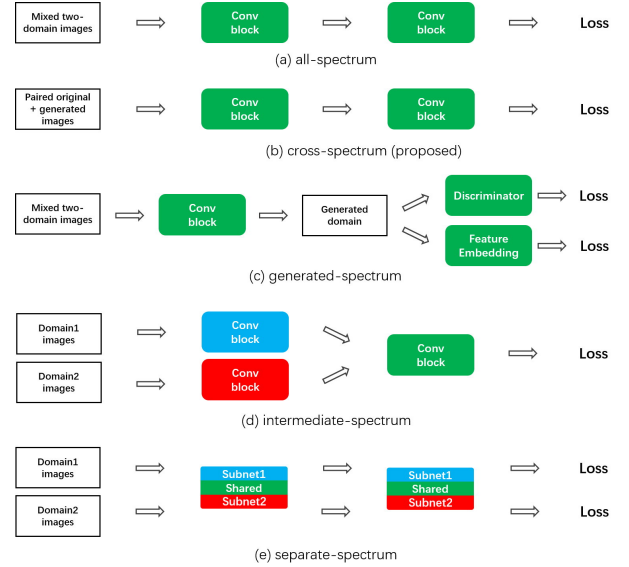 Mixed two-
domain images
Conv
block
Conv
block
Loss
(a) all-spectrum
Paired original
+ generated
images
Conv
block
Conv
block
Loss
(b) cross-spectrum (proposed)
Mixed two-
domain images
Conv
block
Generated
domain
Discriminator
Loss
Feature
Embedding
Loss
(c) generated-spectrum
Domain1
images
Conv
block
Domain2
images
Conv
block
Conv
block
Loss
(d) intermediate-spectrum
Domain1
images
Domain2
images
Subnet1
Shared
Subnet2
Subnet1
Shared
Subnet2
Loss
Loss
(e) separate-spectrum